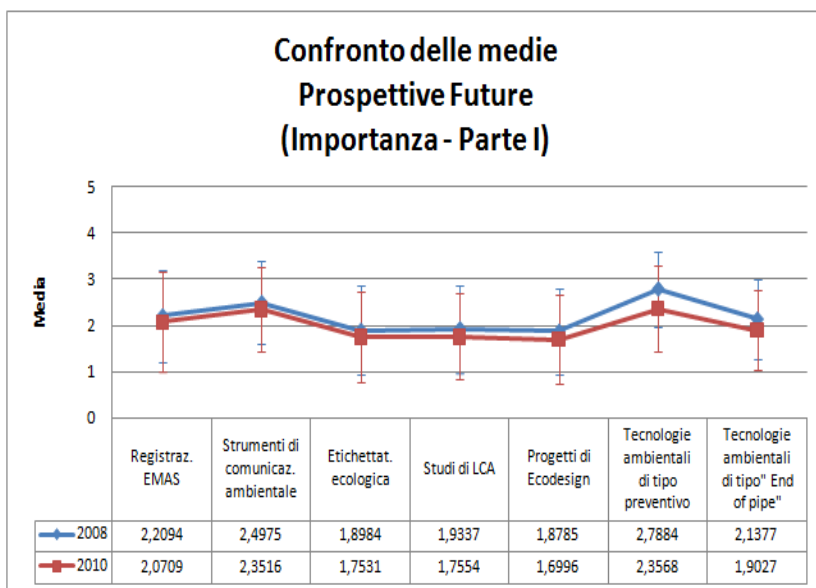 Confronto delle medie
Prospettive Future
(Importanza - Parte I)
5
4
3
2
1
0
Media
Registraz. EMAS
Strumenti di comunicaz. ambientale
Etichettat. ecologica
Studi di LCA
Progetti di Ecodesign
Tecnologie ambientali di tipo preventivo
Tecnologie ambientali di tipo" End of pipe"
2008 2,2094 2,4975 1,8984 1,9337 1,8785 2,7884 2,1377
2010 2,0709 2,3516 1,7531 1,7554 1,6996 2,3568 1,9027